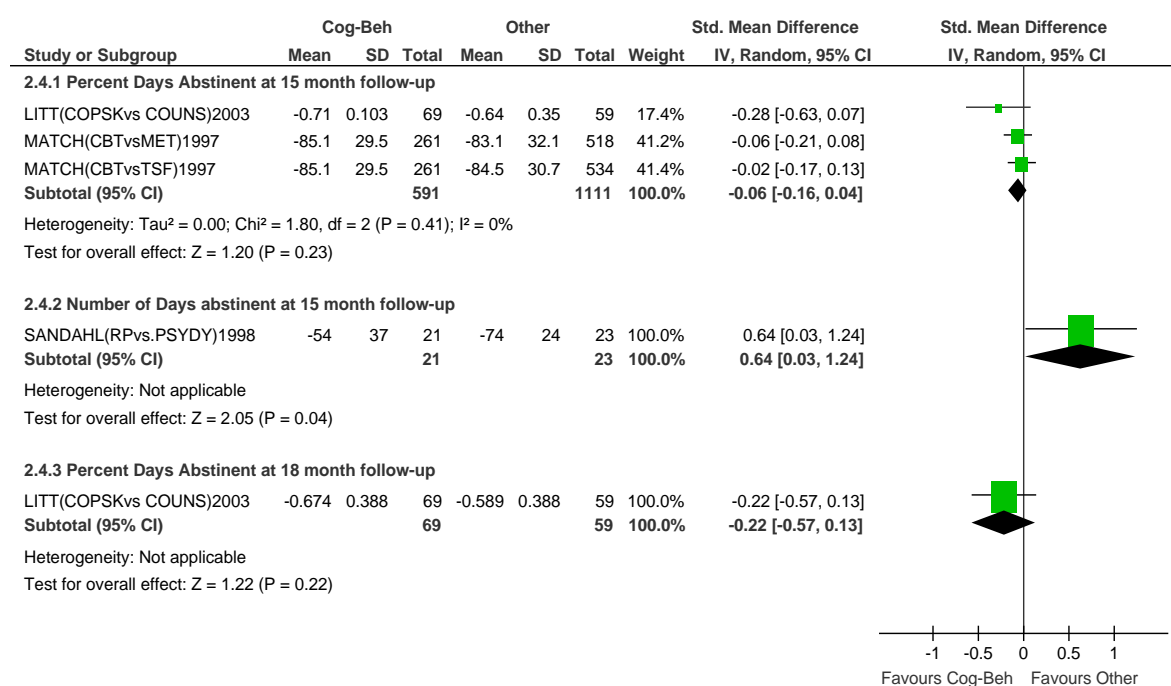 Cog-Beh Other Std. Mean Difference Std. Mean Difference
Study or Subgroup Mean SD Total Mean SD Total Weight IV, Random, 95% CI IV, Random, 95% CI
2.4.1 Percent Days Abstinent at 15 month follow-up
LITT(COPSKvs COUNS)2003 -0.71 0.103 69 -0.64 0.35 59 17.4% -0.28 [-0.63, 0.07]
MATCH(CBTvsMET)1997 -85.1 29.5 261 -83.1 32.1 518 41.2% -0.06 [-0.21, 0.08]
MATCH(CBTvsTSF)1997 -85.1 29.5 261 -84.5 30.7 534 41.4% -0.02 [-0.17, 0.13]
Subtotal (95% CI) 591 1111 100.0% -0.06 [-0.16, 0.04]
Heterogeneity: Tau² = 0.00; Chi² = 1.80, df = 2 (P = 0.41); I² = 0%
Test for overall effect: Z = 1.20 (P = 0.23)
2.4.2 Number of Days abstinent at 15 month follow-up
SANDAHL(RPvs.PSYDY)1998 -54 37 21 -74 24 23 100.0% 0.64 [0.03, 1.24]
Subtotal (95% CI) 21 23 100.0% 0.64 [0.03, 1.24]
Heterogeneity: Not applicable
Test for overall effect: Z = 2.05 (P = 0.04)
2.4.3 Percent Days Abstinent at 18 month follow-up
LITT(COPSKvs COUNS)2003 -0.674 0.388 69 -0.589 0.388 59 100.0% -0.22 [-0.57, 0.13]
Subtotal (95% CI) 69 59 100.0% -0.22 [-0.57, 0.13]
Heterogeneity: Not applicable
Test for overall effect: Z = 1.22 (P = 0.22)
-1 -0.5 0 0.5 1
Favours Cog-Beh Favours Other